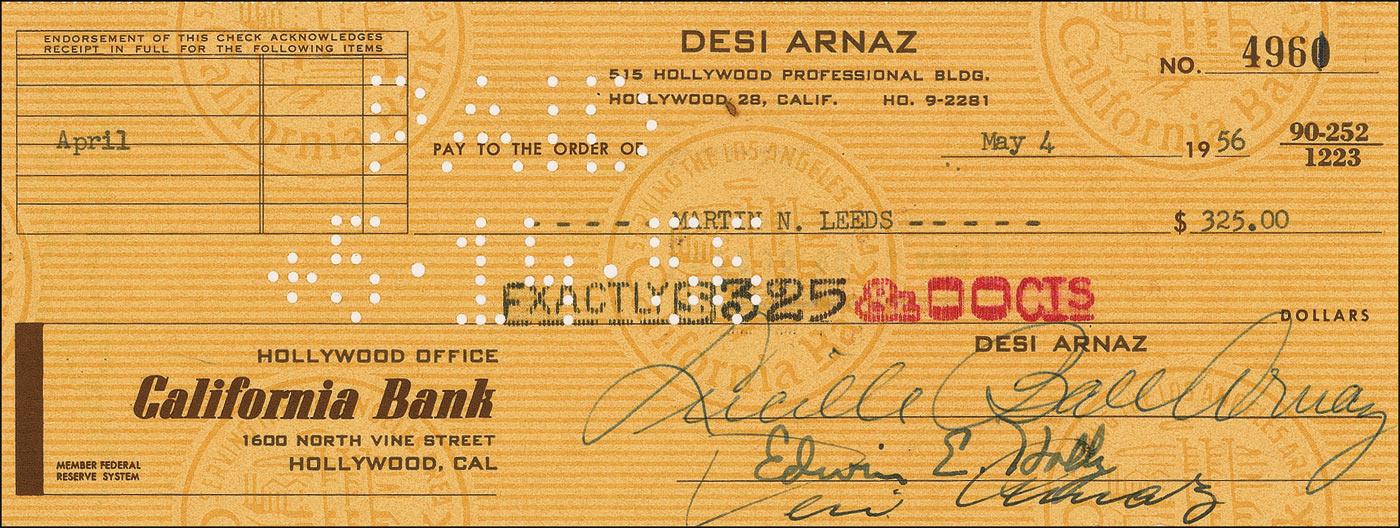 ENDORSEMENT OF THIS CHECK ACKNOWLEDGES
RECEIPT IN FULL FOR THE FOLLOWING ITEMS
April
DESI ARNAZ
515 HOLLYWOOD PROFESSIONAL BLDG.
HOLLYWOOD 28, CALIF. HO. 9-2281
NO. 4960
PAY TO THE ORDER OF
May 4 1956
90-252
1223
- - - - - MARTIN N. LEEDS - - - - -
$ 325.00
EXACTLY $325 & 00 CTS
DOLLARS
DESI ARNAZ
HOLLYWOOD OFFICE
California Bank
1600 NORTH VINE STREET
HOLLYWOOD, CAL
MEMBER FEDERAL
RESERVE SYSTEM
Lucille Ball Arnaz
Edwin E. Holly
Desi Arnaz